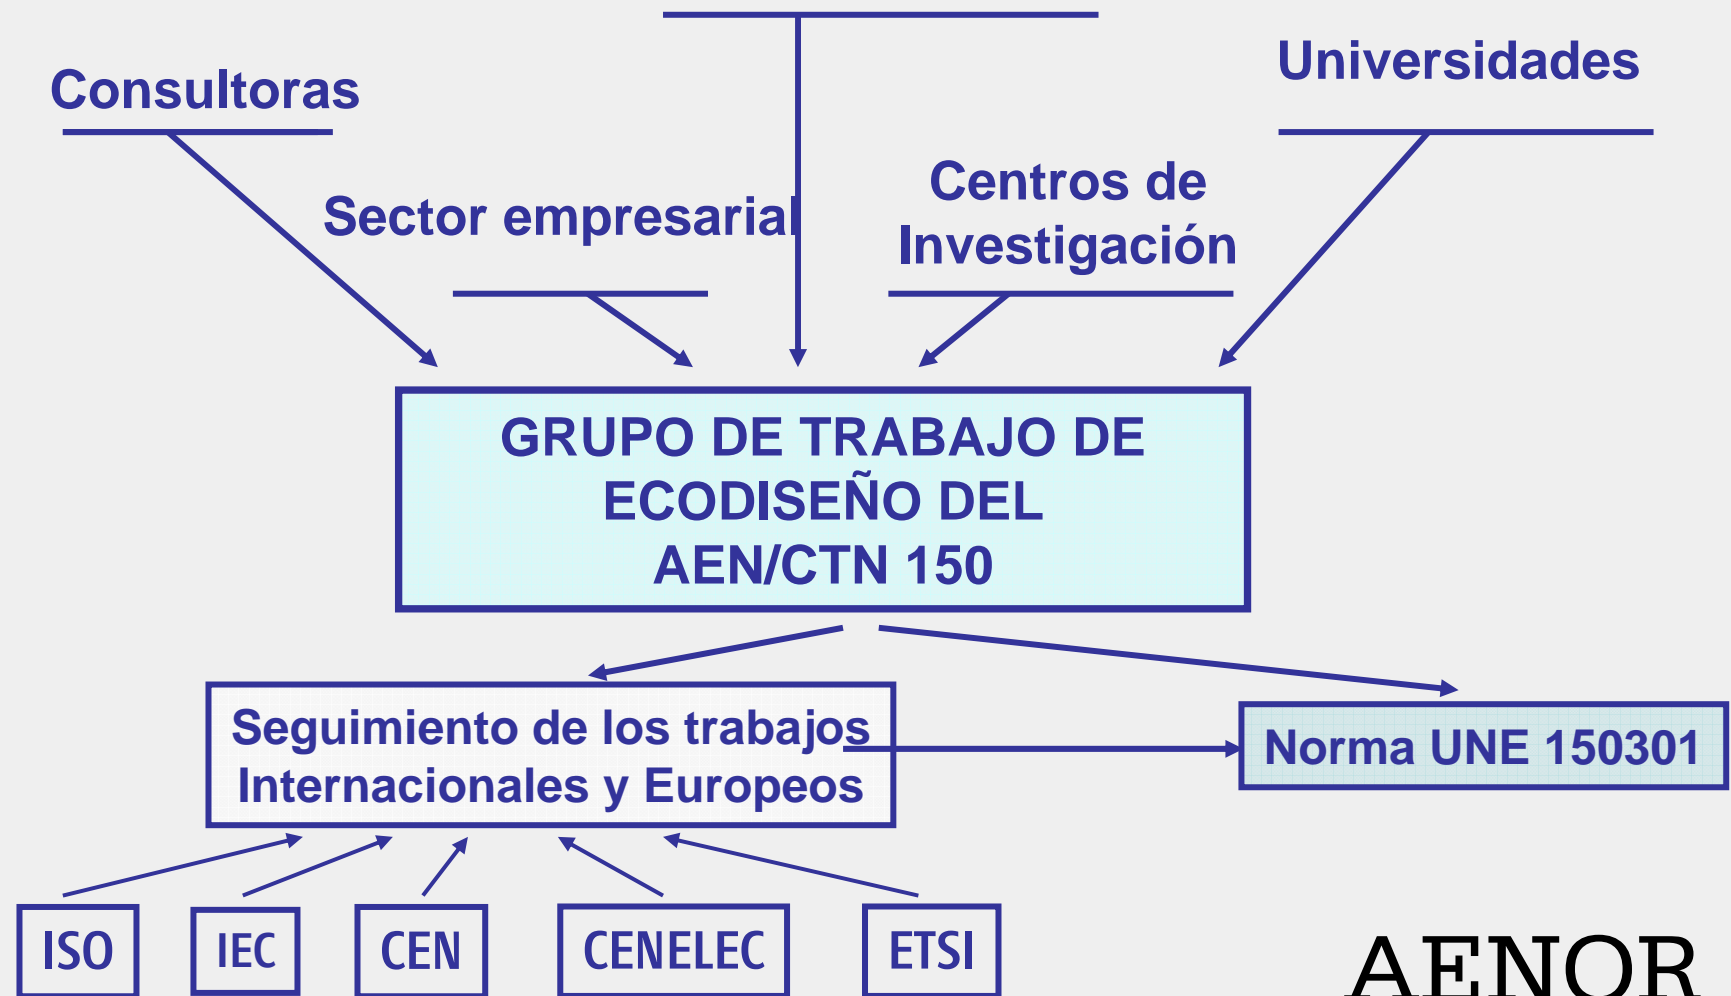 Consultoras
Universidades
Sector empresarial
Centros de
Investigación
GRUPO DE TRABAJO DE
ECODISEÑO DEL
AEN/CTN 150
Seguimiento de los trabajos
Internacionales y Europeos
Norma UNE 150301
ISO
IEC
CEN
CENELEC
ETSI
AENOR